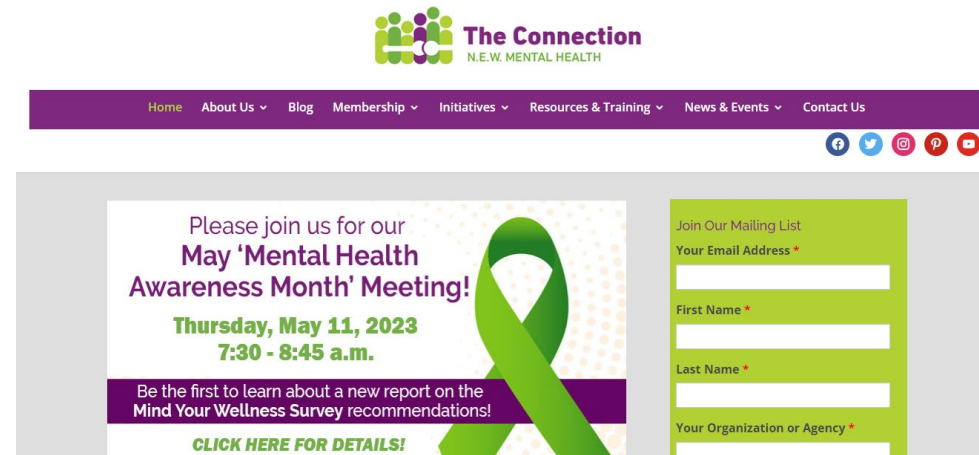 The Connection
N.E.W. MENTAL HEALTH
Home About Us Blog Membership Initiatives Resources & Training News & Events Contact Us
Please join us for our
May ‘Mental Health
Awareness Month’ Meeting!
Thursday, May 11, 2023
7:30 - 8:45 a.m.
Be the first to learn about a new report on the
Mind Your Wellness Survey recommendations!
CLICK HERE FOR DETAILS!
Join Our Mailing List
Your Email Address *
First Name *
Last Name *
Your Organization or Agency *